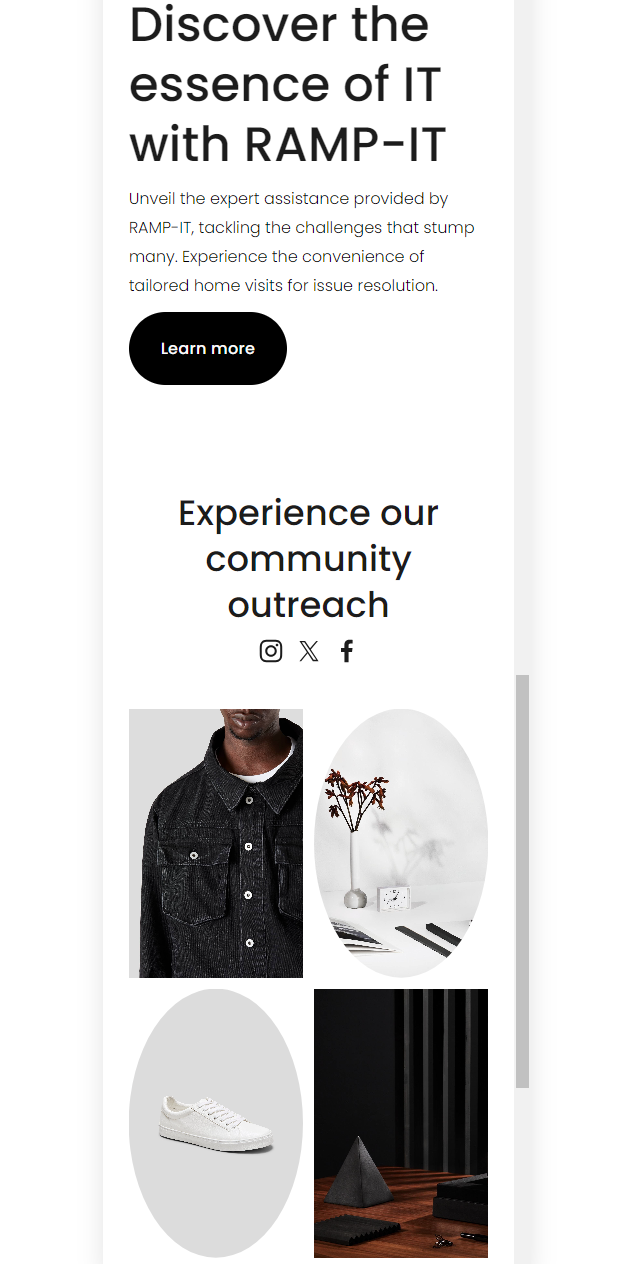 Discover the
essence of IT
with RAMP-IT
Unveil the expert assistance provided by
RAMP-IT, tackling the challenges that stump
many. Experience the convenience of
tailored home visits for issue resolution.
Learn more
Experience our
community
outreach